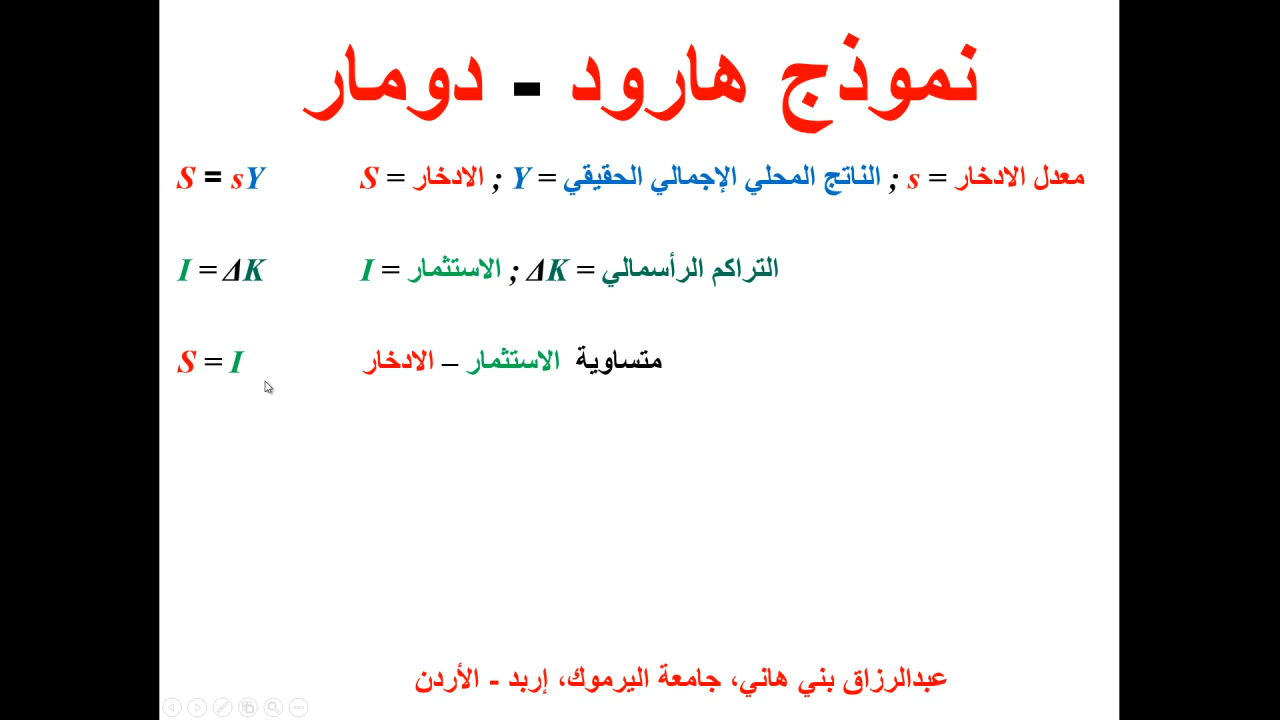 نموذج هارود - دومار
S = sY S = الادخار ; Y = الناتج المحلي الإجمالي الحقيقي ; s = معدل الادخار
I = ΔK I = الاستثمار ; ΔK = التراكم الرأسمالي
S = I متساوية الاستثمار – الادخار
عبدالرزاق بني هاني، جامعة اليرموك، إربد - الأردن